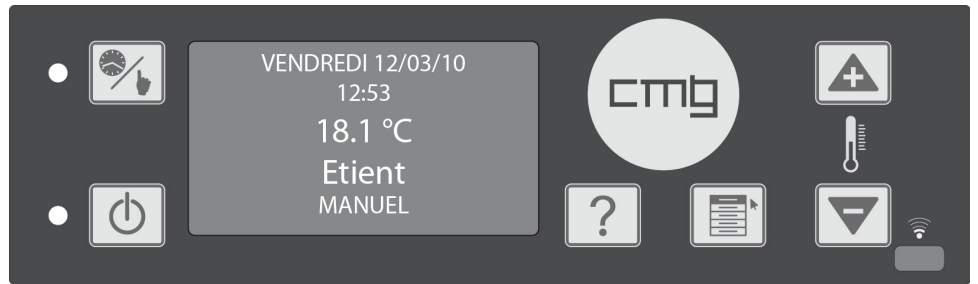 VENDREDI 12/03/10
12:53
18.1 °C
Etient
MANUEL
cmg
?
+
-